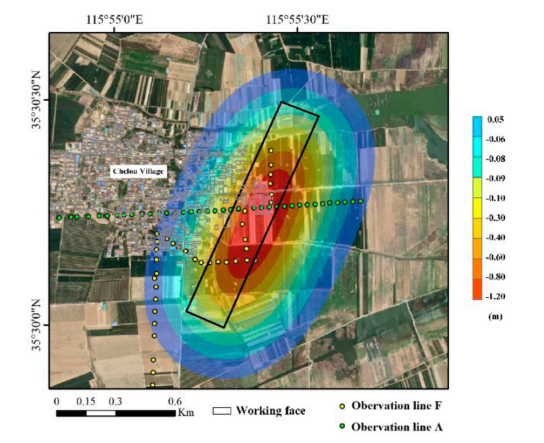 115°55'0"E
115°55'30"E
35°30'30"N
35°30'0"N
Chelou Village
0.05
-0.06
-0.08
-0.09
-0.10
-0.30
-0.40
-0.60
-0.80
-1.20
(m)
0 0.15 0.3 0.6
Km
Working face
Obervation line F
Obervation line A